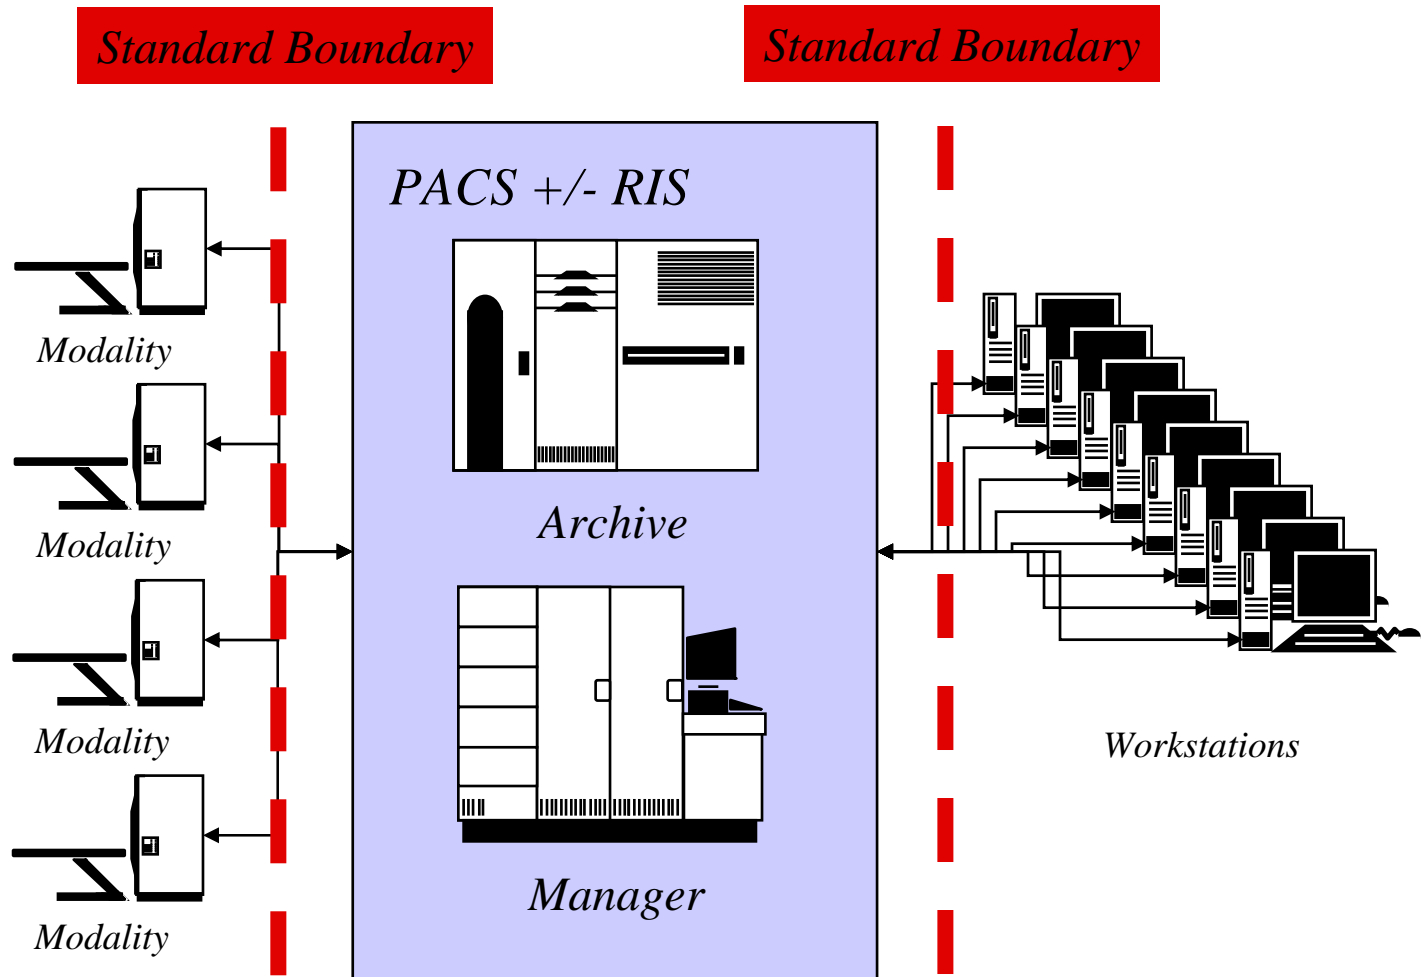 Standard Boundary
Standard Boundary
PACS +/- RIS
Modality
Modality
Modality
Modality
Archive
Manager
Workstations